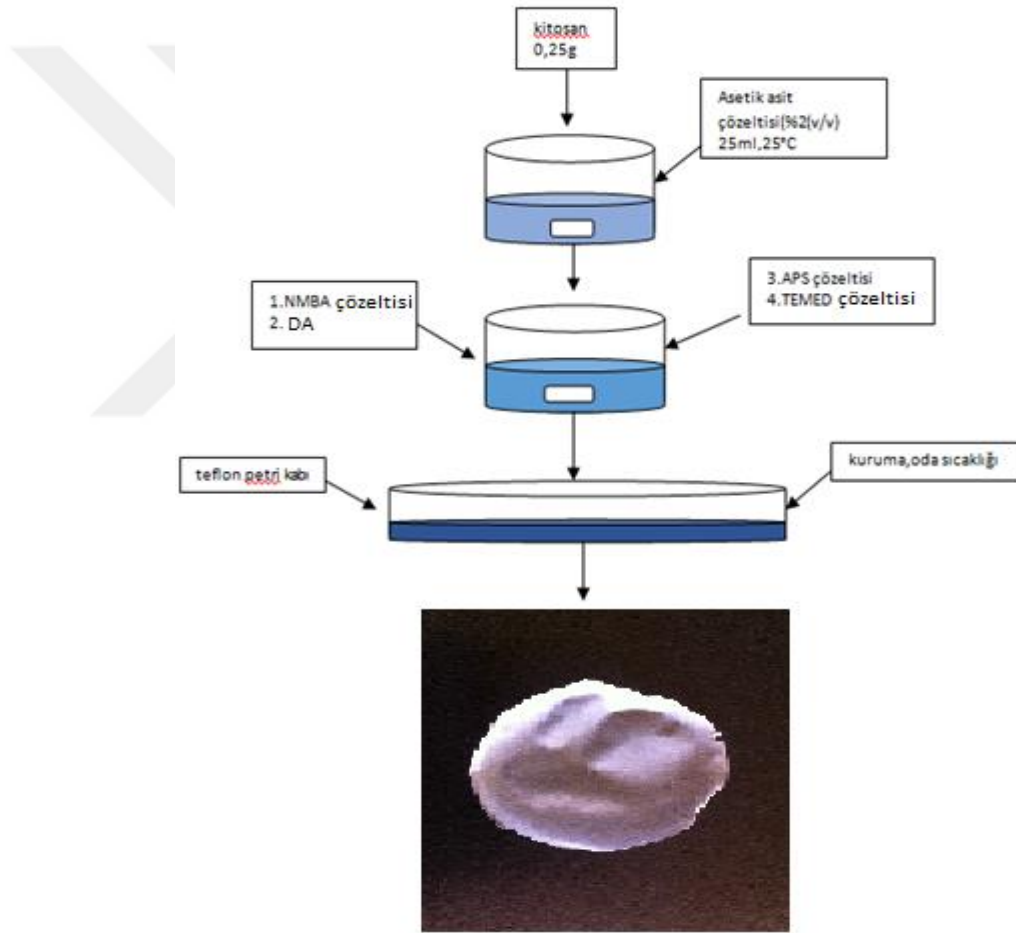 kitosan
0,25g
Asetik asit
çözeltisi(%2(v/v)
25ml,25°C
1.NMBA çözeltisi
2. DA
3.APS çözeltisi
4.TEMED çözeltisi
teflon petri kabı
kuruma,oda sıcaklığı